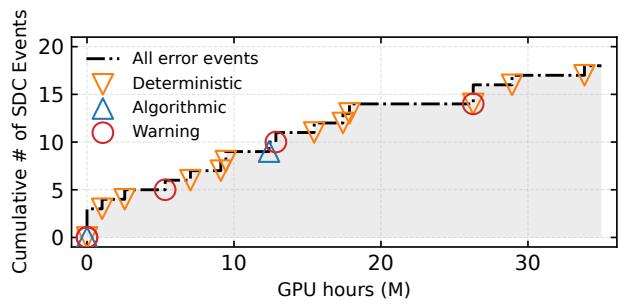 Cumulative # of SDC Events
20
15
10
5
0
All error events
Deterministic
Algorithmic
Warning
0 10 20 30
GPU hours (M)